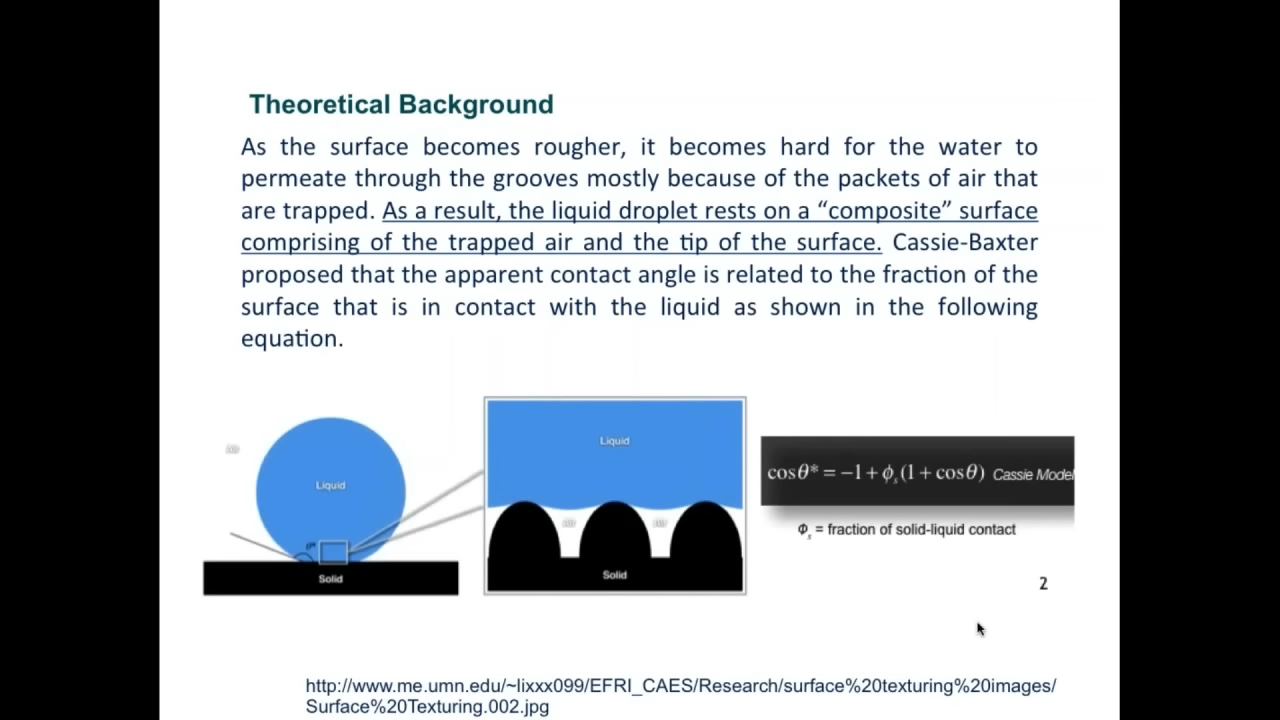 Theoretical Background
As the surface becomes rougher, it becomes hard for the water to
permeate through the grooves mostly because of the packets of air that
are trapped. As a result, the liquid droplet rests on a “composite” surface
comprising of the trapped air and the tip of the surface. Cassie-Baxter
proposed that the apparent contact angle is related to the fraction of the
surface that is in contact with the liquid as shown in the following
equation.
Air
Liquid
θ*
Solid
Liquid
Air Air
Solid
cosθ* = −1 + ϕs(1 + cosθ) Cassie Model
Φs = fraction of solid-liquid contact
2
http://www.me.umn.edu/~lixxx099/EFRI_CAES/Research/surface%20texturing%20images/
Surface%20Texturing.002.jpg